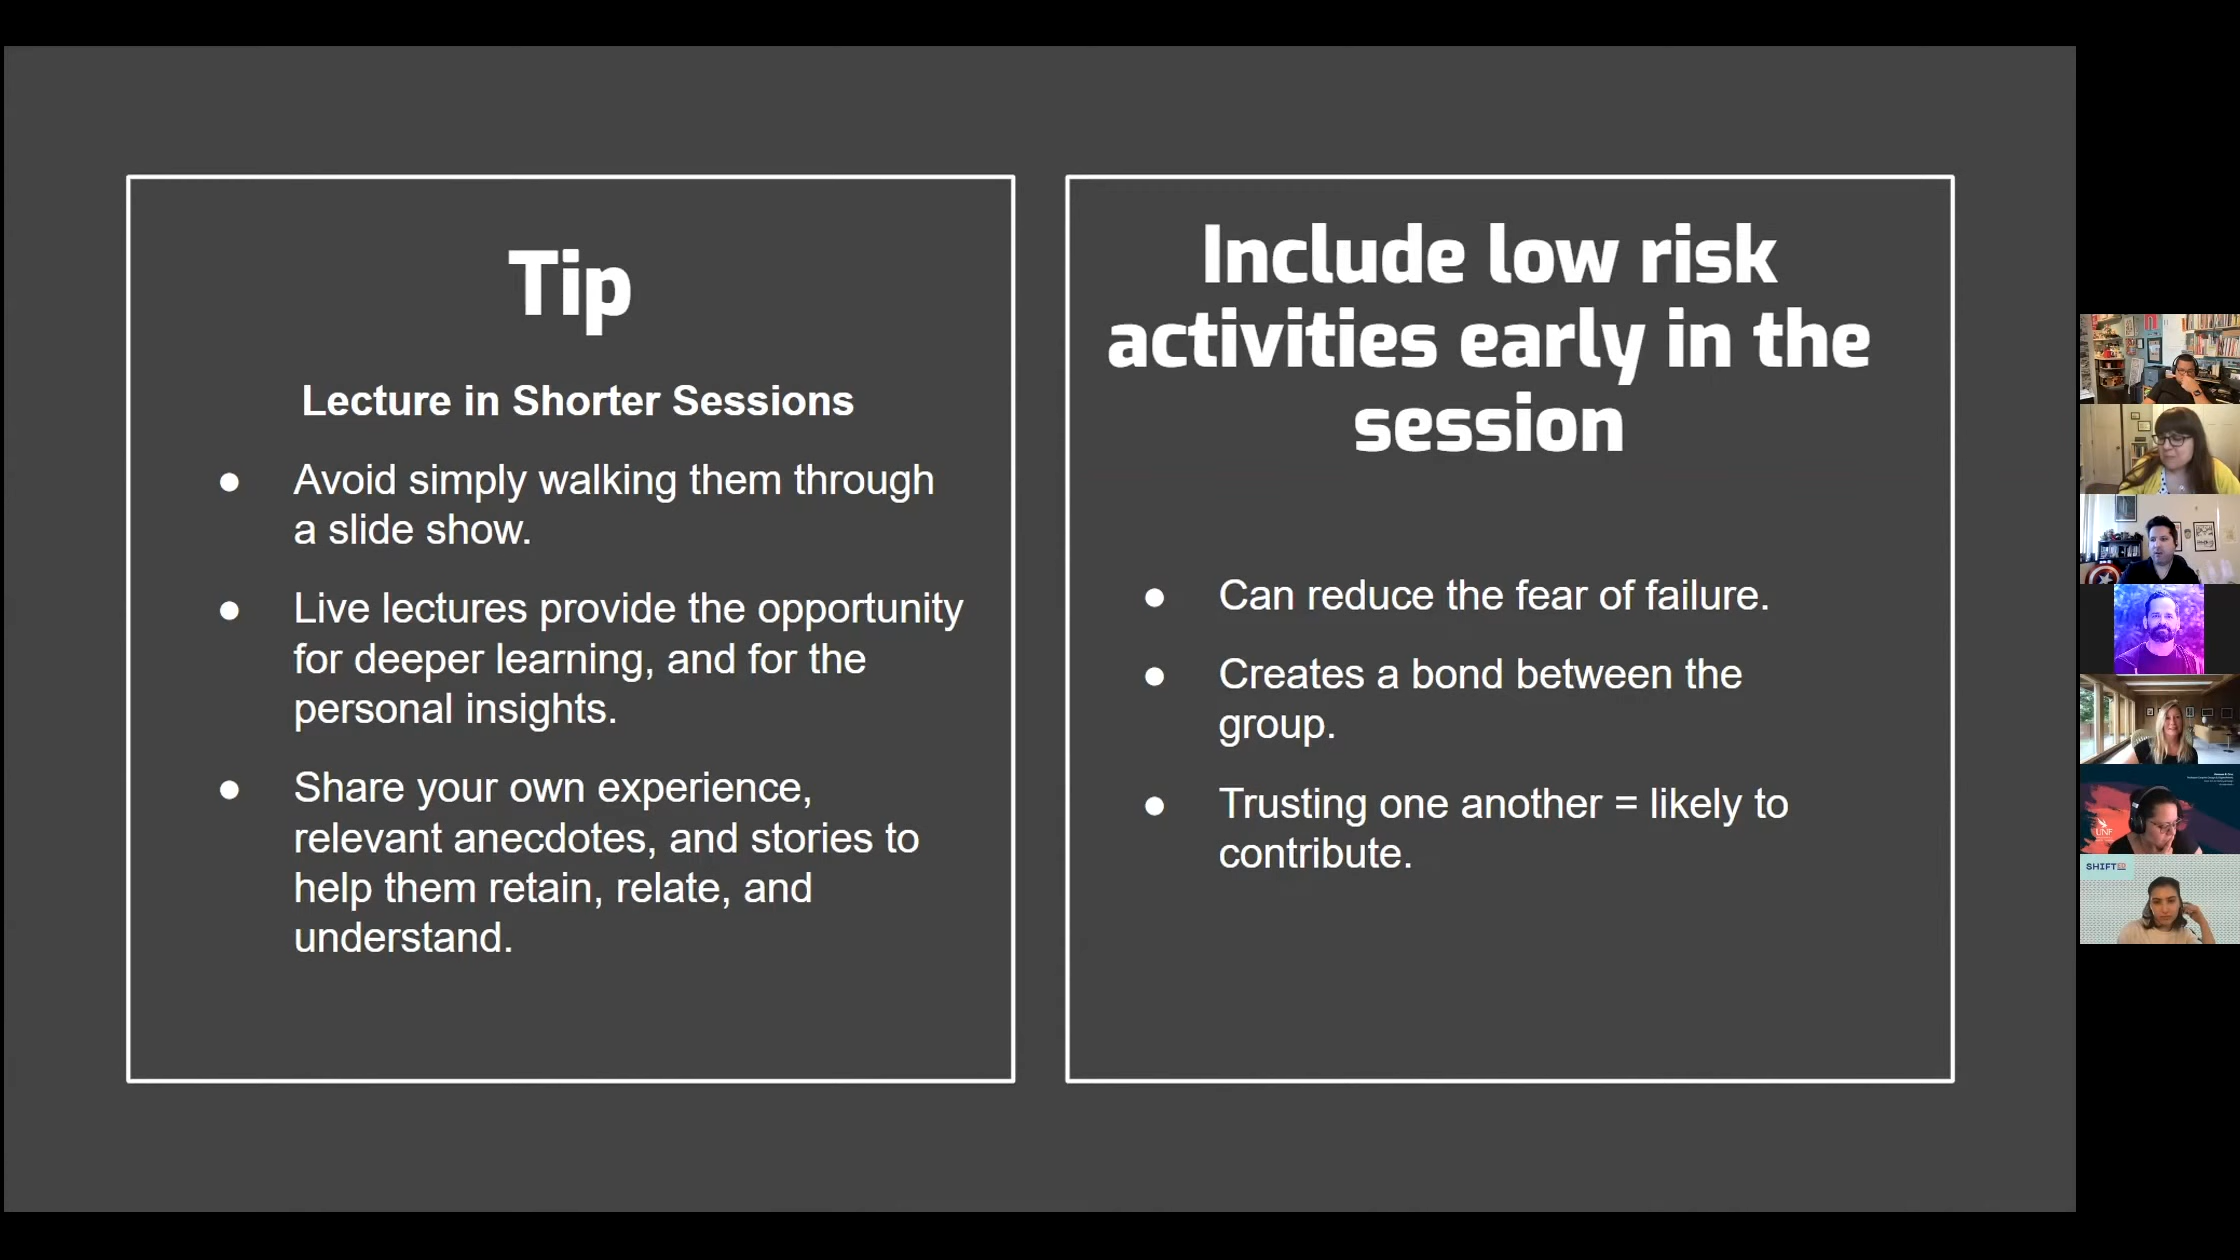 Tip
Lecture in Shorter Sessions
● Avoid simply walking them through
a slide show.
● Live lectures provide the opportunity
for deeper learning, and for the
personal insights.
● Share your own experience,
relevant anecdotes, and stories to
help them retain, relate, and
understand.
Include low risk
activities early in the
session
● Can reduce the fear of failure.
● Creates a bond between the
group.
● Trusting one another = likely to
contribute.
UNF
SHIFT